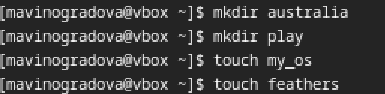 [mavinogradova@vbox ~]$ mkdir australia
[mavinogradova@vbox ~]$ mkdir play
[mavinogradova@vbox ~]$ touch my_os
[mavinogradova@vbox ~]$ touch feathers